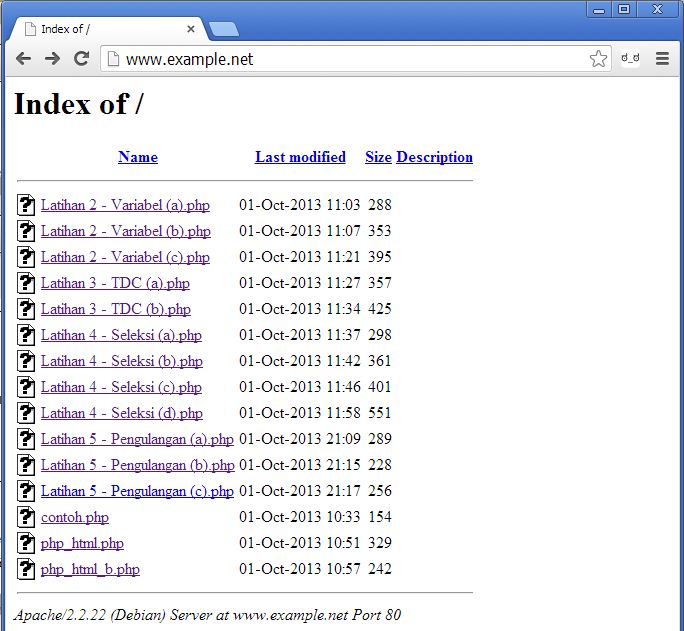 Index of /
www.example.net
Index of /
Name Last modified Size Description
Latihan 2 - Variabel (a).php 01-Oct-2013 11:03 288
Latihan 2 - Variabel (b).php 01-Oct-2013 11:07 353
Latihan 2 - Variabel (c).php 01-Oct-2013 11:21 395
Latihan 3 - TDC (a).php 01-Oct-2013 11:27 357
Latihan 3 - TDC (b).php 01-Oct-2013 11:34 425
Latihan 4 - Seleksi (a).php 01-Oct-2013 11:37 298
Latihan 4 - Seleksi (b).php 01-Oct-2013 11:42 361
Latihan 4 - Seleksi (c).php 01-Oct-2013 11:46 401
Latihan 4 - Seleksi (d).php 01-Oct-2013 11:58 551
Latihan 5 - Pengulangan (a).php 01-Oct-2013 21:09 289
Latihan 5 - Pengulangan (b).php 01-Oct-2013 21:15 228
Latihan 5 - Pengulangan (c).php 01-Oct-2013 21:17 256
contoh.php 01-Oct-2013 10:33 154
php_html.php 01-Oct-2013 10:51 329
php_html_b.php 01-Oct-2013 10:57 242
Apache/2.2.22 (Debian) Server at www.example.net Port 80